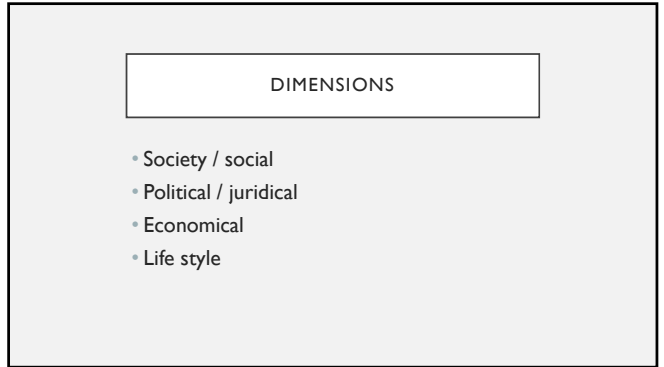 DIMENSIONS
• Society / social
• Political / juridical
• Economical
• Life style